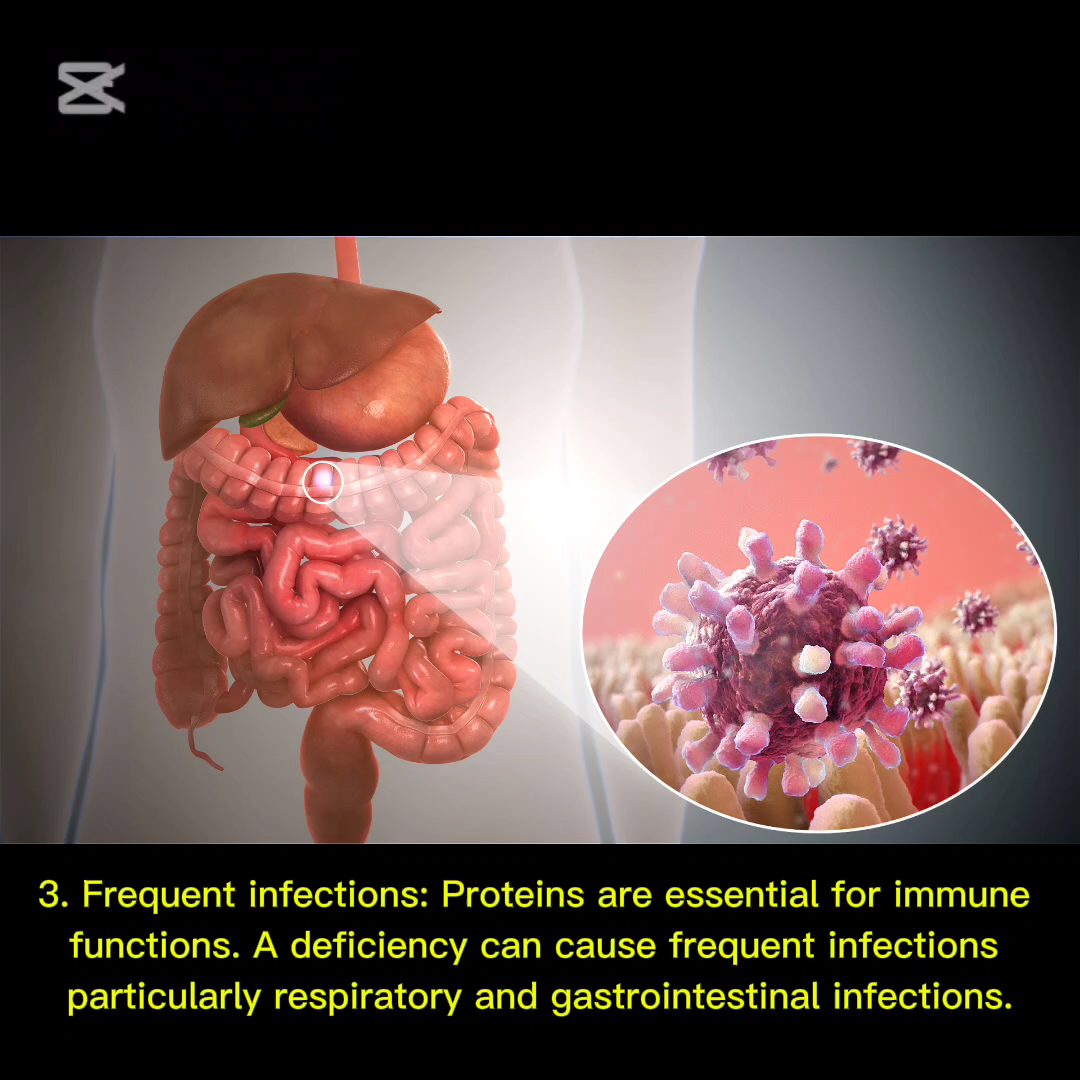 3. Frequent infections: Proteins are essential for immune
functions. A deficiency can cause frequent infections
particularly respiratory and gastrointestinal infections.